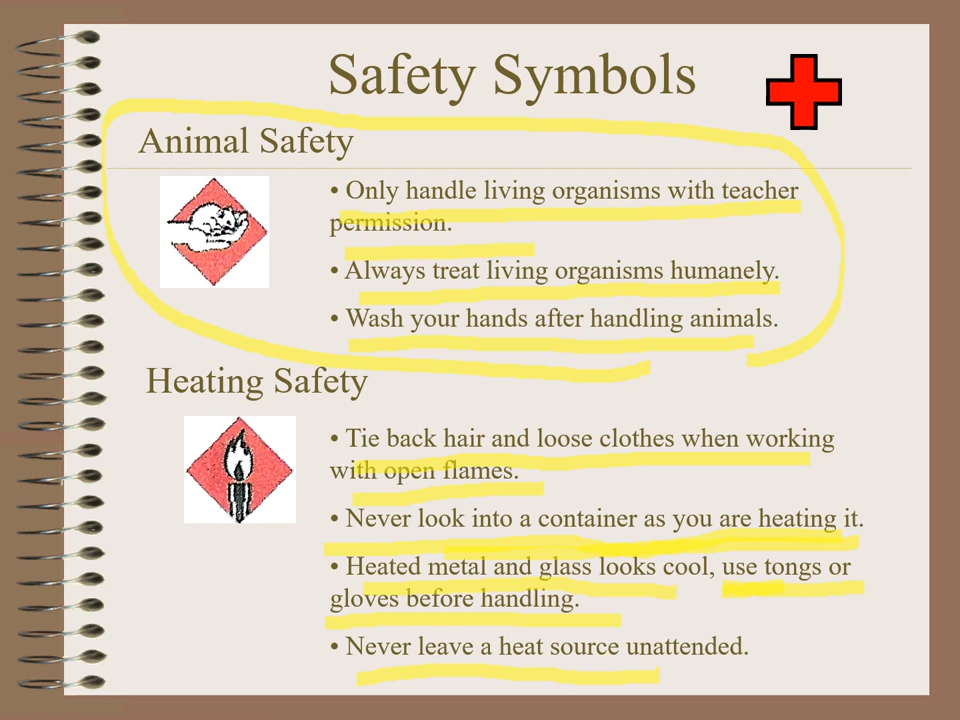 Safety Symbols
Animal Safety
• Only handle living organisms with teacher
permission.
• Always treat living organisms humanely.
• Wash your hands after handling animals.
Heating Safety
• Tie back hair and loose clothes when working
with open flames.
• Never look into a container as you are heating it.
• Heated metal and glass looks cool, use tongs or
gloves before handling.
• Never leave a heat source unattended.